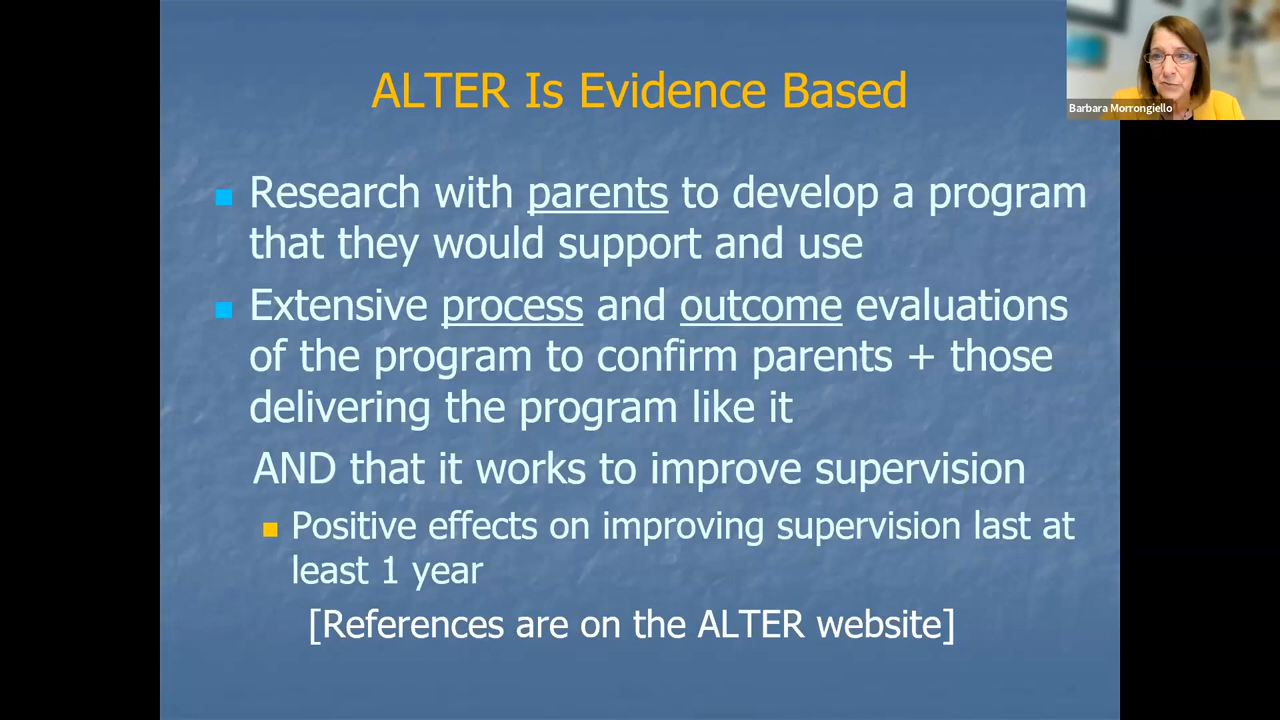 ALTER Is Evidence Based
Barbara Morrongiello
Research with parents to develop a program
that they would support and use
Extensive process and outcome evaluations
of the program to confirm parents + those
delivering the program like it
AND that it works to improve supervision
Positive effects on improving supervision last at
least 1 year
[References are on the ALTER website]